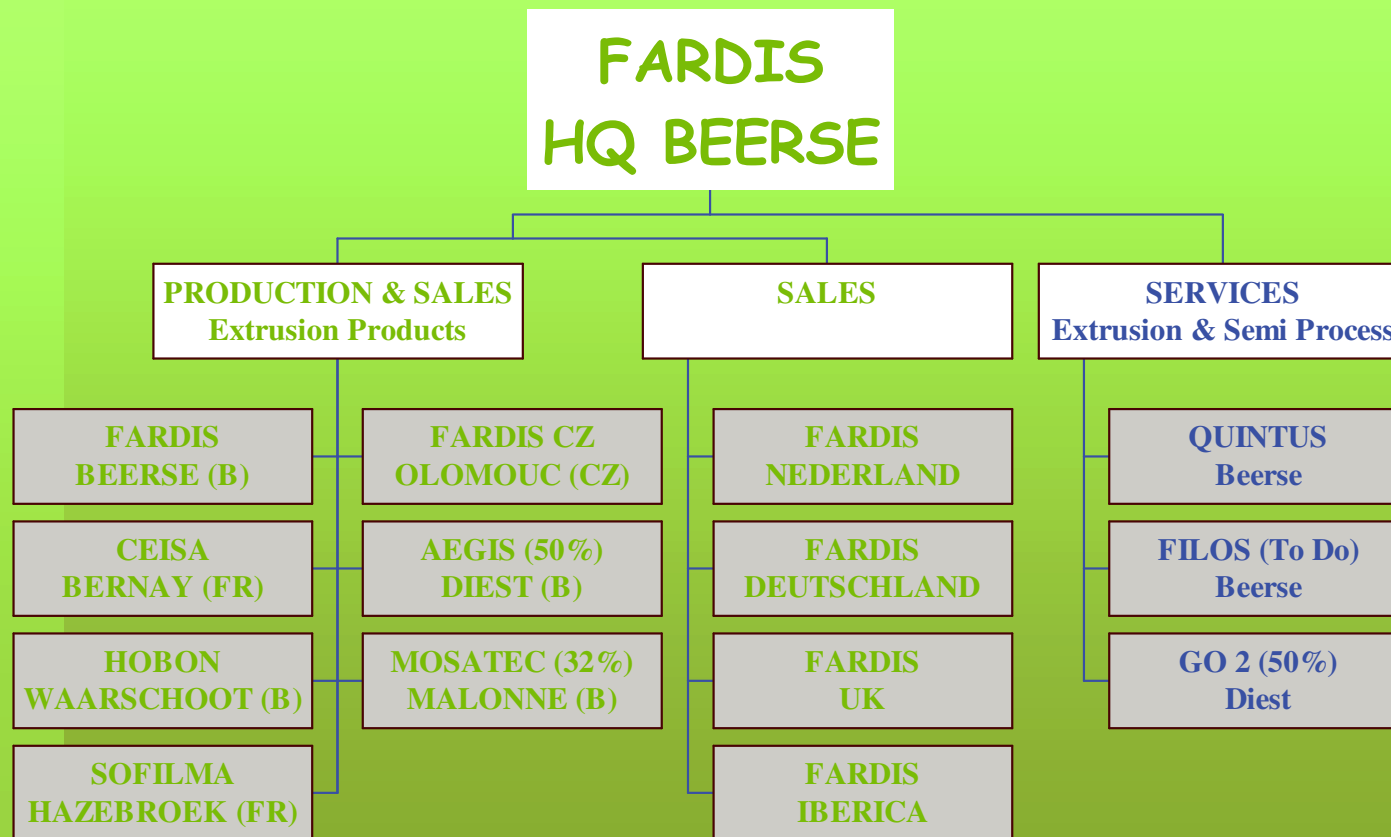 FARDIS
HQ BEERSE
PRODUCTION & SALES
Extrusion Products
SALES
SERVICES
Extrusion & Semi Process
FARDIS
BEERSE (B)
FARDIS CZ
OLOMOUC (CZ)
FARDIS
NEDERLAND
QUINTUS
Beerse
CEISA
BERNAY (FR)
AEGIS (50%)
DIEST (B)
FARDIS
DEUTSCHLAND
FILOS (To Do)
Beerse
HOBON
WAARSCHOOT (B)
MOSATEC (32%)
MALONNE (B)
FARDIS
UK
GO 2 (50%)
Diest
SOFILMA
HAZEBROEK (FR)
FARDIS
IBERICA